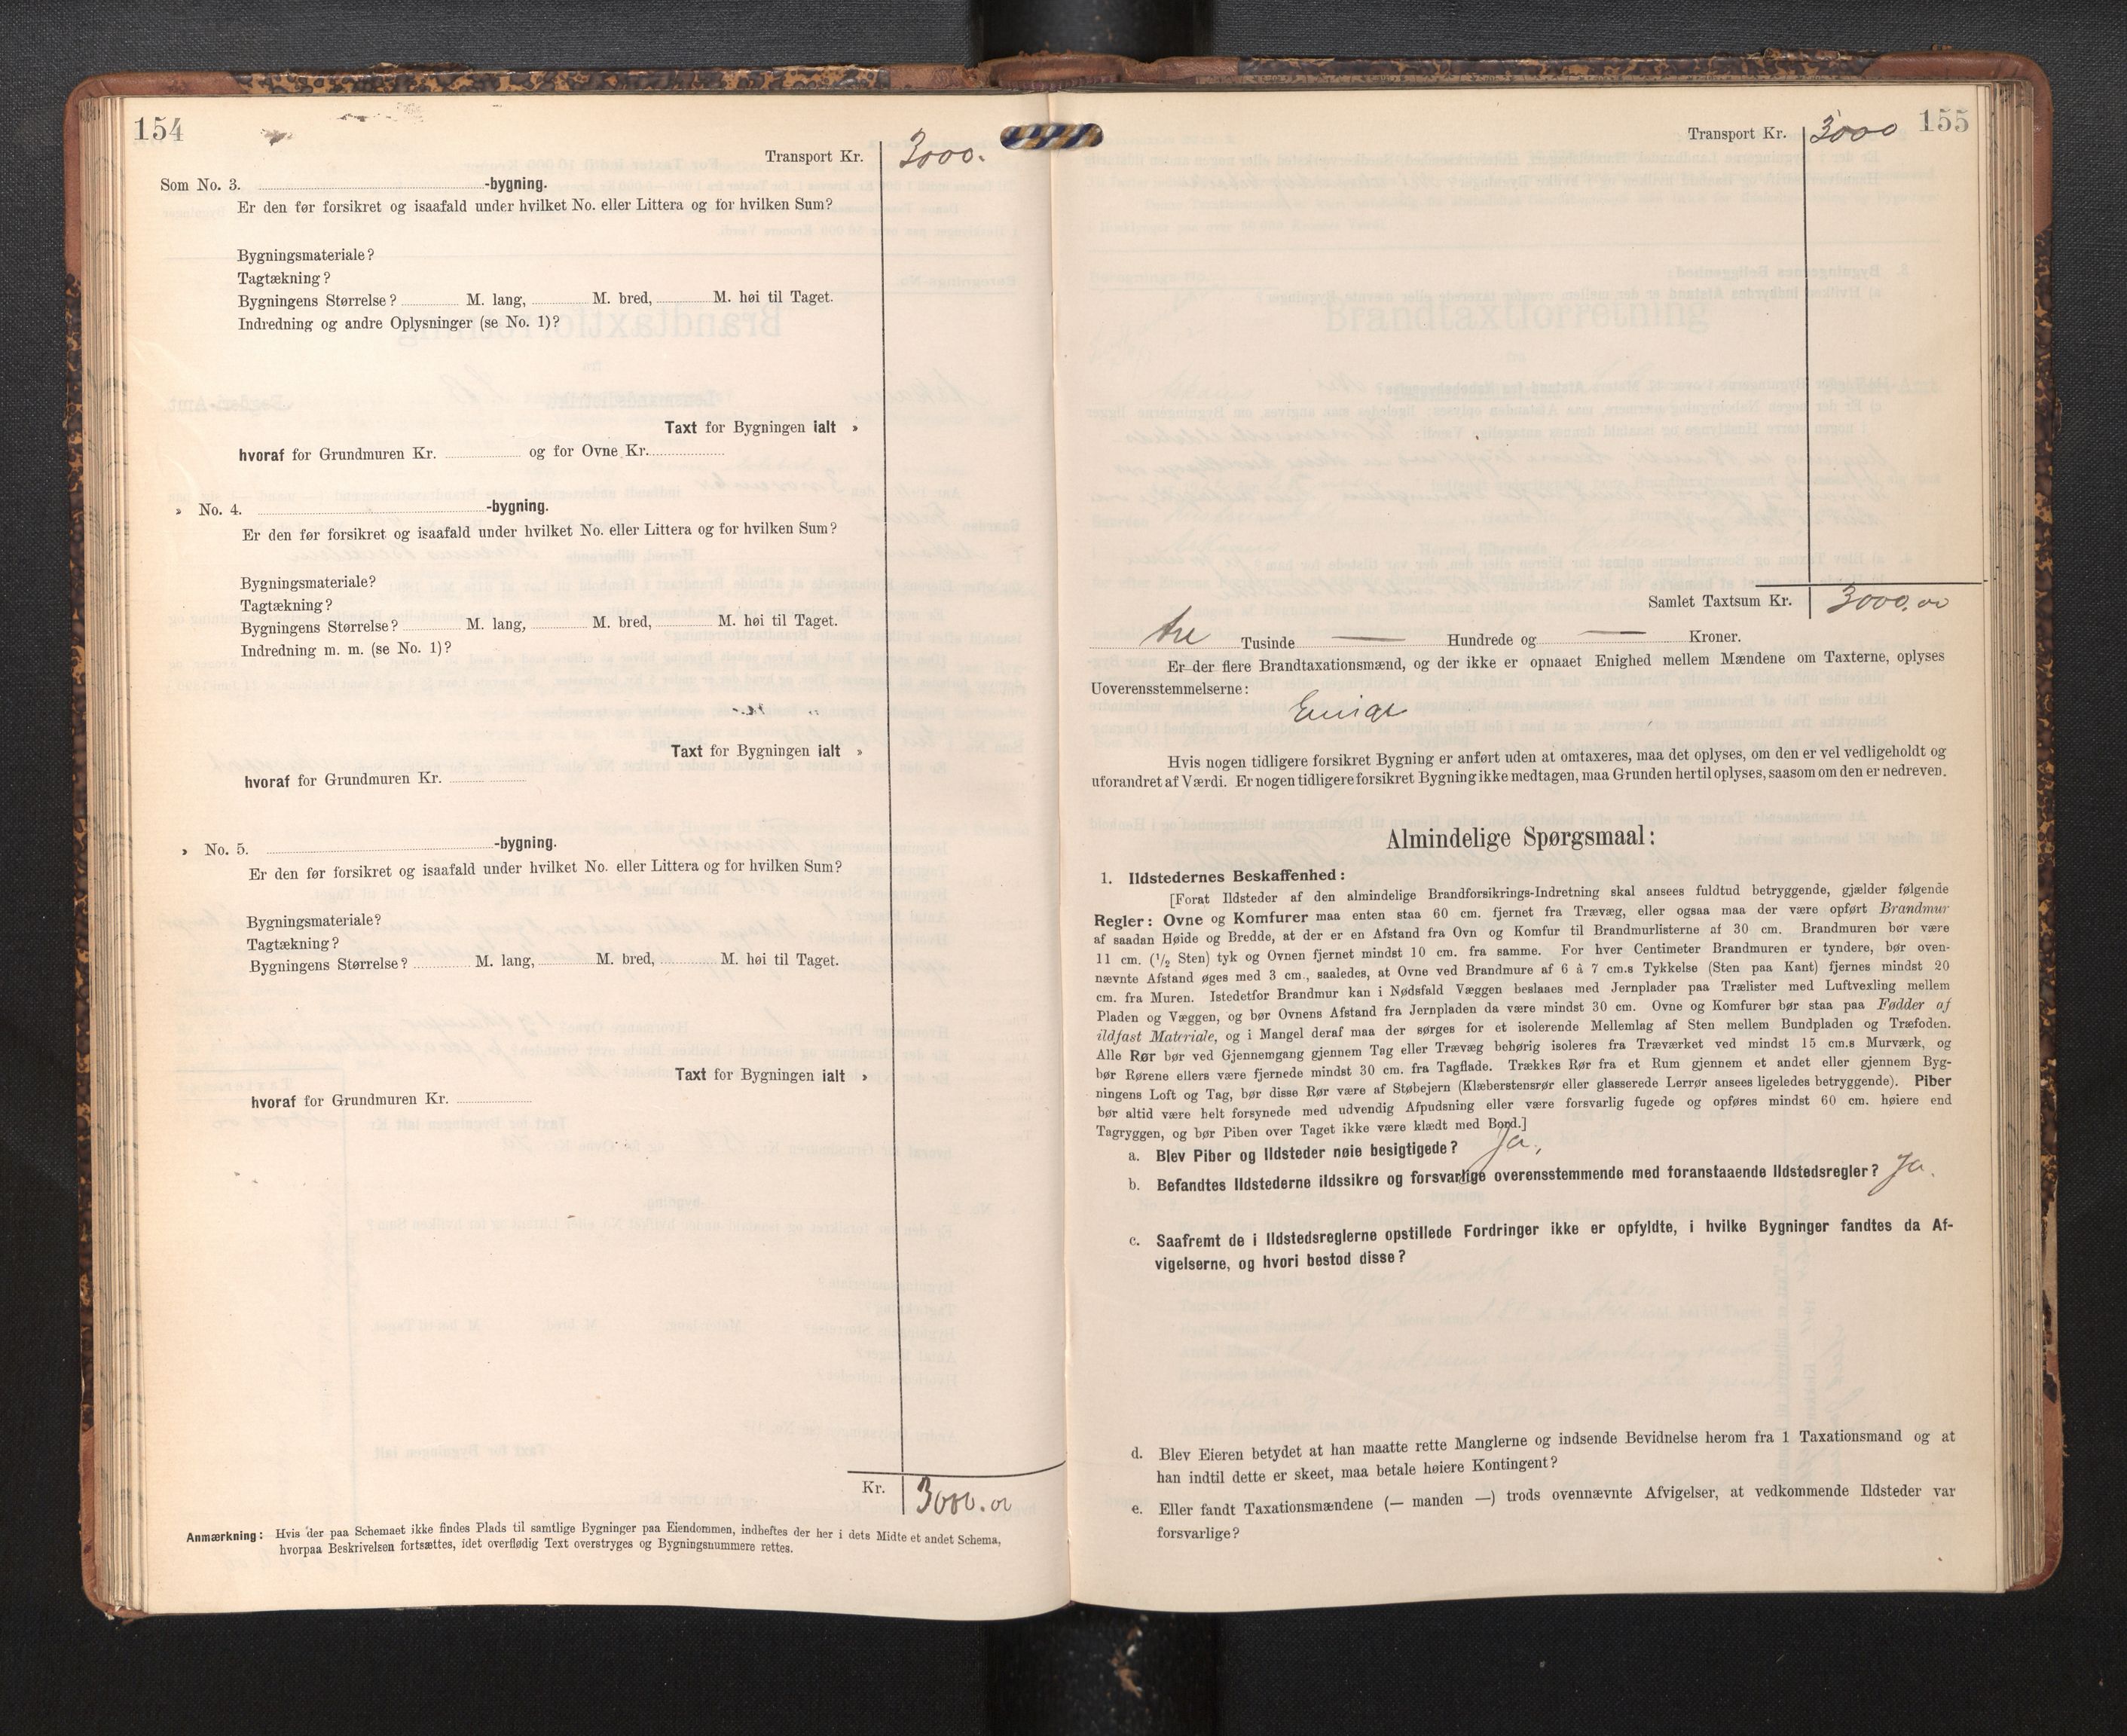 154
Transport Kr. 3000.
Som No. 3. -bygning.
Er den før forsikret og isaafald under hvilket No. eller Littera og for hvilken Sum?
Bygningsmateriale?
Tagtækning?
Bygningens Størrelse? M. lang, M. bred, M. høi til Taget.
Indredning og andre Oplysninger (se No. 1)?
Taxt for Bygningen ialt »
hvoraf for Grundmuren Kr. og for Ovne Kr.
» No. 4. -bygning.
Er den før forsikret og isaafald under hvilket No. eller Littera og for hvilken Sum?
Bygningsmateriale?
Tagtækning?
Bygningens Størrelse? M. lang, M. bred, M. høi til Taget.
Indredning m. m. (se No. 1)?
Taxt for Bygningen ialt »
hvoraf for Grundmuren Kr.
» No. 5. -bygning.
Er den før forsikret og isaafald under hvilket No. eller Littera og for hvilken Sum?
Bygningsmateriale?
Tagtækning?
Bygningens Størrelse? M. lang, M. bred, M. høi til Taget.
Taxt for Bygningen ialt »
hvoraf for Grundmuren Kr.
Kr. 3000.00
Anmærkning: Hvis der paa Schemaet ikke findes Plads til samtlige Bygninger paa Eiendommen, indheftes der her i dets Midte et andet Schema,
hvorpaa Beskrivelsen fortsættes, idet overflødig Text overstryges og Bygningsnummere rettes.
155
Transport Kr. 3000
Samlet Taxtsum Kr. 3000.00
tre Tusinde — Hundrede og — Kroner.
Er der flere Brandtaxationsmænd, og der ikke er opnaaet Enighed mellem Mændene om Taxterne, oplyses
Uoverensstemmelserne:
Enige
Hvis nogen tidligere forsikret Bygning er anført uden at omtaxeres, maa det oplyses, om den er vel vedligeholdt og
uforandret af Værdi. Er nogen tidligere forsikret Bygning ikke medtagen, maa Grunden hertil oplyses, saasom om den er nedreven.
Almindelige Spørgsmaal:
1. Ildstedernes Beskaffenhed:
[Forat Ildsteder af den almindelige Brandforsikrings-Indretning skal ansees fuldtud betryggende, gjælder følgende
Regler: Ovne og Komfurer maa enten staa 60 cm. fjernet fra Trævæg, eller ogsaa maa der være opført Brandmur
af saadan Høide og Bredde, at der er en Afstand fra Ovn og Komfur til Brandmurlisterne af 30 cm. Brandmuren bør være
11 cm. (1/2 Sten) tyk og Ovnen fjernet mindst 10 cm. fra samme. For hver Centimeter Brandmuren er tyndere, bør oven-
nævnte Afstand øges med 3 cm., saaledes, at Ovne ved Brandmure af 6 à 7 cm.s Tykkelse (Sten paa Kant) fjernes mindst 20
cm. fra Muren. Istedetfor Brandmur kan i Nødsfald Væggen beslaaes med Jernplader paa Trælister med Luftvexling mellem
Pladen og Væggen, og bør Ovnens Afstand fra Jernpladen da være mindst 30 cm. Ovne og Komfurer bør staa paa Fødder af
ildfast Materiale, og i Mangel deraf maa der sørges for et isolerende Mellemlag af Sten mellem Bundpladen og Træfoden.
Alle Rør bør ved Gjennemgang gjennem Tag eller Trævæg behørig isoleres fra Træværket ved mindst 15 cm.s Murværk, og
bør Rørene ellers være fjernede mindst 30 cm. fra Tagflade. Trækkes Rør fra et Rum gjennem et andet eller gjennem Byg-
ningens Loft og Tag, bør disse Rør være af Støbejern (Klæberstensrør eller glasserede Lerrør ansees ligeledes betryggende). Piber
bør altid være helt forsynede med udvendig Afpudsning eller være forsvarlig fugede og opføres mindst 60 cm. høiere end
Tagryggen, og bør Piben over Taget ikke være klædt med Bord.]
a. Blev Piber og Ildsteder nøie besigtigede? Ja,
b. Befandtes Ildstederne ildssikre og forsvarlige overensstemmende med foranstaaende Ildstedsregler? Ja.
c. Saafremt de i Ildstedsreglerne opstillede Fordringer ikke er opfyldte, i hvilke Bygninger fandtes da Af-
vigelserne, og hvori bestod disse?
d. Blev Eieren betydet at han maatte rette Manglerne og indsende Bevidnelse herom fra 1 Taxationsmand og at
han indtil dette er skeet, maa betale høiere Kontingent?
e. Eller fandt Taxationsmændene (— manden —) trods ovennævnte Afvigelser, at vedkommende Ildsteder var
forsvarlige?